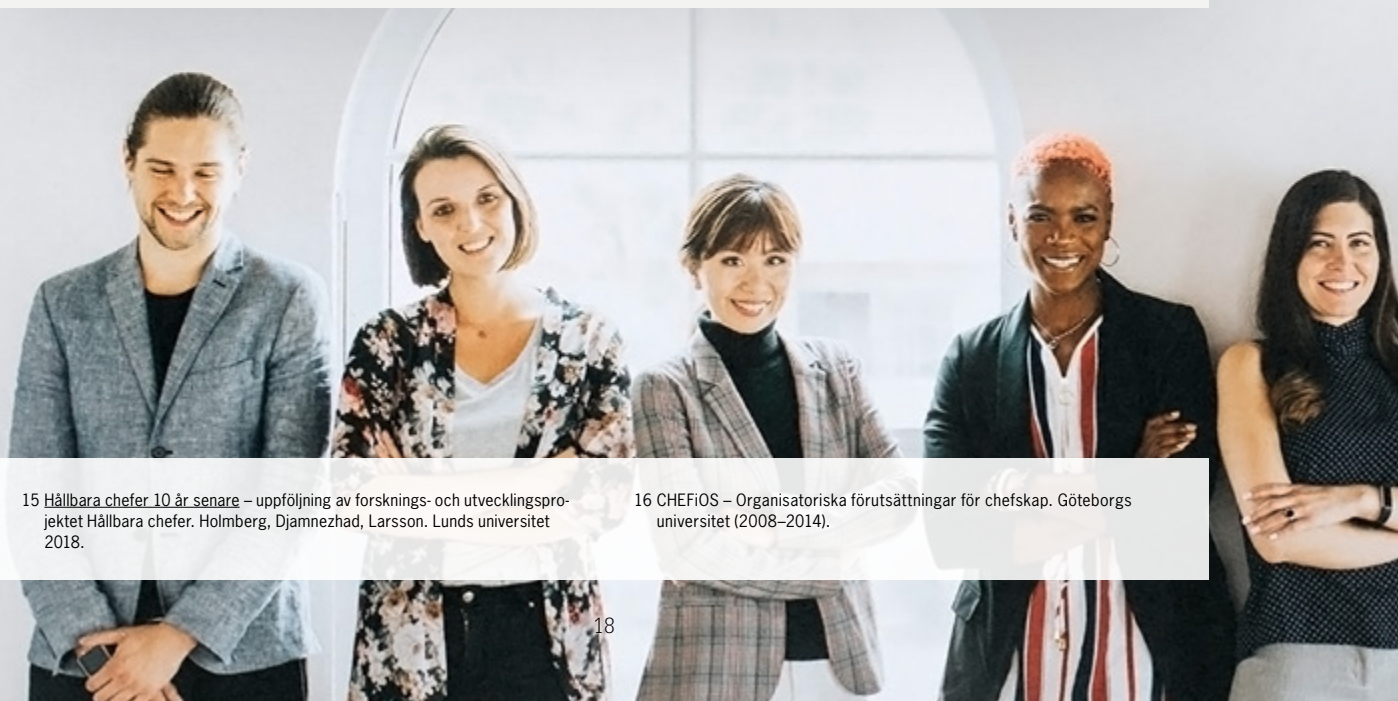 15 Hållbara chefer 10 år senare – uppföljning av forsknings- och utvecklingspro-
jektet Hållbara chefer. Holmberg, Djamnezhad, Larsson. Lunds universitet
2018.
16 CHEFiOS – Organisatoriska förutsättningar för chefskap. Göteborgs
universitet (2008–2014).
18